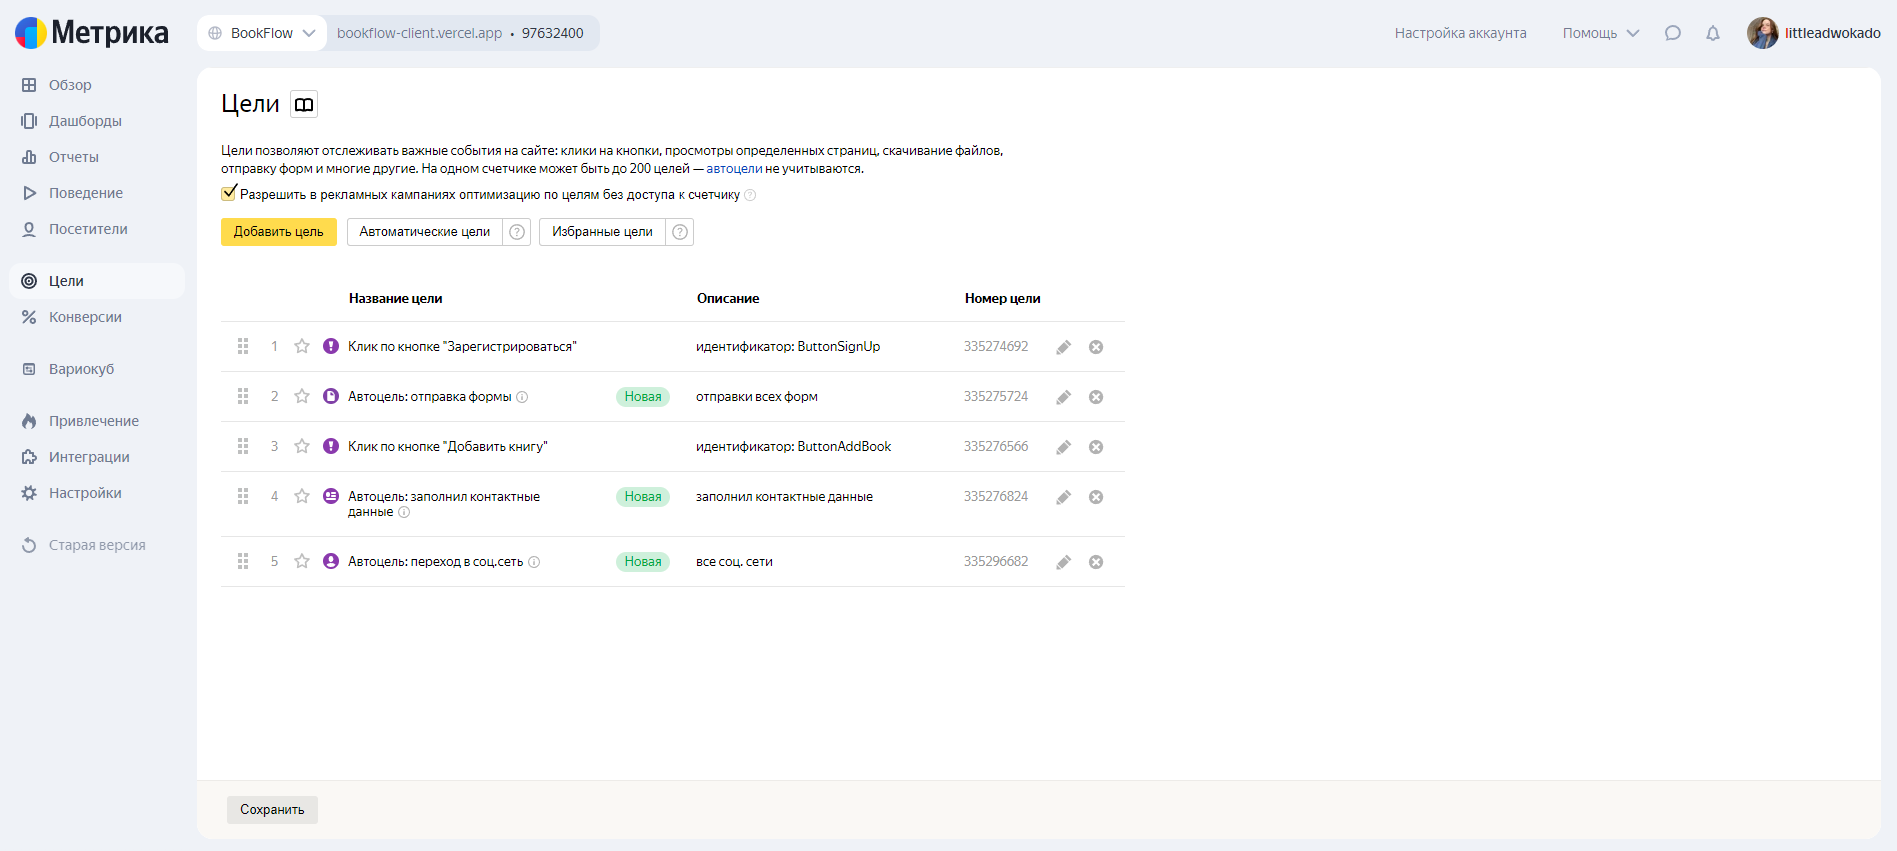 Метрика
BookFlow
bookflow-client.vercel.app • 97632400
Настройка аккаунта
Помощь
littleadwokado
Обзор
Дашборды
Отчеты
Поведение
Посетители
Цели
Конверсии
Вариокуб
Привлечение
Интеграции
Настройки
Старая версия
Цели
Цели позволяют отслеживать важные события на сайте: клики на кнопки, просмотры определенных страниц, скачивание файлов,
отправку форм и многие другие. На одном счетчике может быть до 200 целей — автоцели не учитываются.
Разрешить в рекламных кампаниях оптимизацию по целям без доступа к счетчику ?
Добавить цель
Автоматические цели ?
Избранные цели ?
Название цели Описание Номер цели
1 Клик по кнопке "Зарегистрироваться" идентификатор: ButtonSignUp 335274692
2 Автоцель: отправка формы Новая отправки всех форм 335275724
3 Клик по кнопке "Добавить книгу" идентификатор: ButtonAddBook 335276566
4 Автоцель: заполнил контактные Новая заполнил контактные данные 335276824
данные
5 Автоцель: переход в соц.сеть Новая все соц. сети 335296682
Сохранить